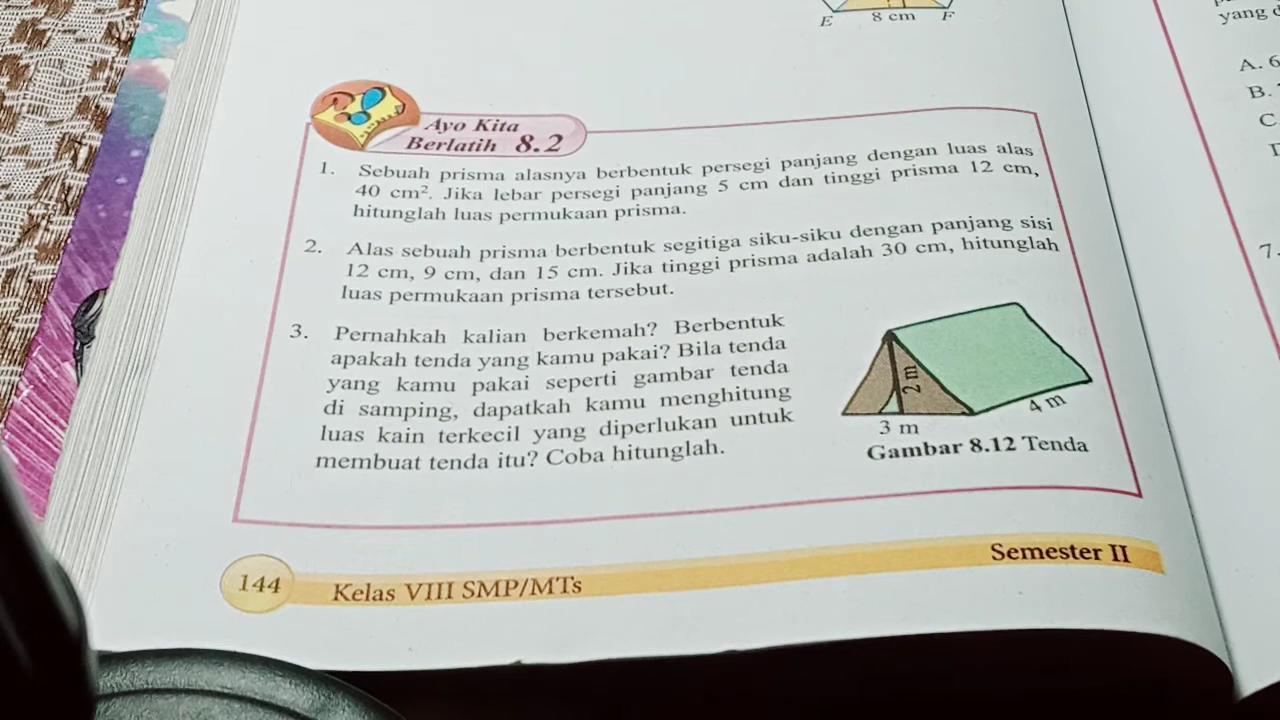 E 8 cm F
yang
A. 6
B.
C
7.
Ayo Kita
Berlatih 8.2
1. Sebuah prisma alasnya berbentuk persegi panjang dengan luas alas
40 cm². Jika lebar persegi panjang 5 cm dan tinggi prisma 12 cm,
hitunglah luas permukaan prisma.
2. Alas sebuah prisma berbentuk segitiga siku-siku dengan panjang sisi
12 cm, 9 cm, dan 15 cm. Jika tinggi prisma adalah 30 cm, hitunglah
luas permukaan prisma tersebut.
3. Pernahkah kalian berkemah? Berbentuk
apakah tenda yang kamu pakai? Bila tenda
yang kamu pakai seperti gambar tenda
di samping, dapatkah kamu menghitung
luas kain terkecil yang diperlukan untuk
membuat tenda itu? Coba hitunglah.
2 m
4 m
3 m
Gambar 8.12 Tenda
Semester II
144 Kelas VIII SMP/MTs